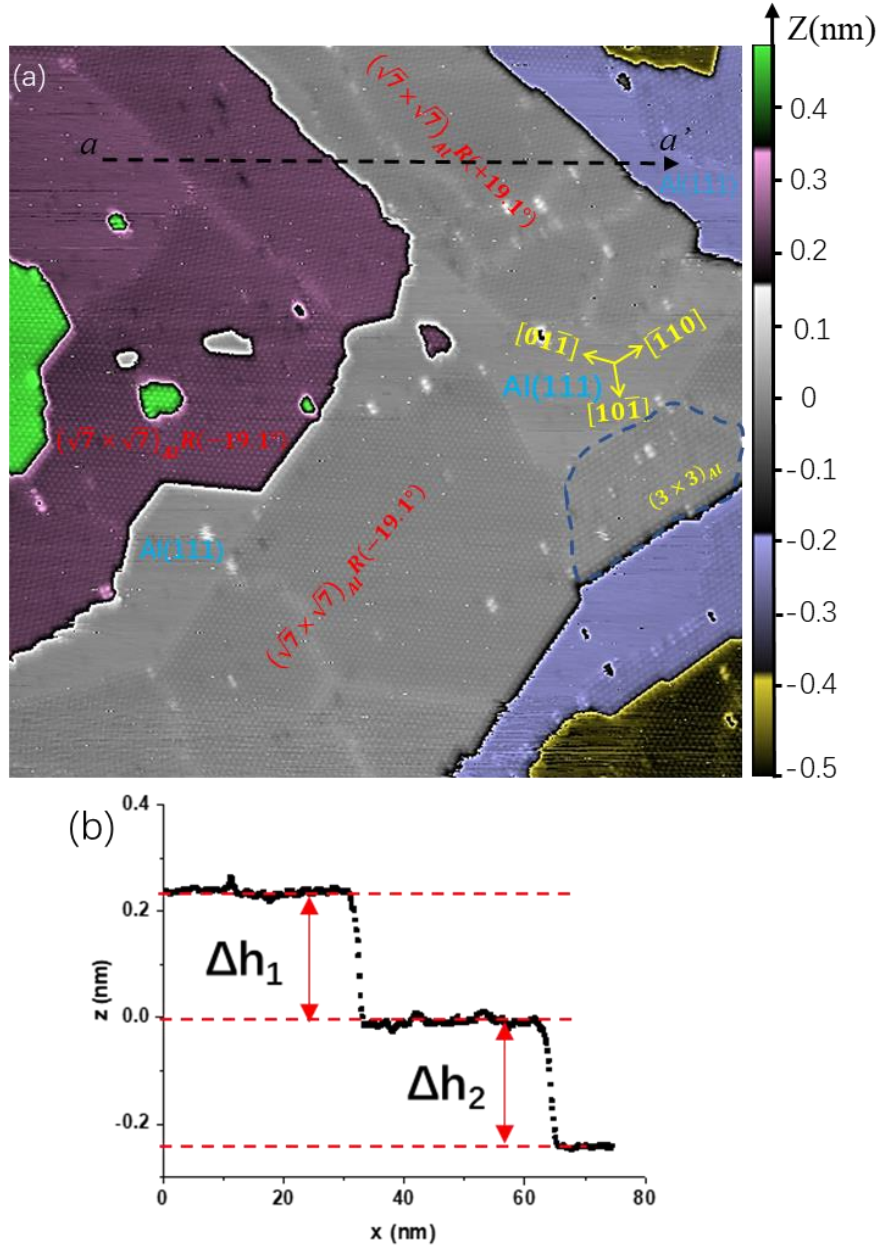 (a)
Z(nm)
0.4
0.3
0.2
0.1
0
-0.1
-0.2
-0.3
-0.4
-0.5
a
a'
(√7 × √7)AlR(+19.1°)
Al(111)
[01̅1̅]
[1̅10]
Al(111)
[101̅]
(√7 × √7)AlR(−19.1°)
(3 × 3)Al
Al(111)
(√7 × √7)AlR(−19.1°)
(b)
0.4
0.2
0.0
-0.2
z (nm)
Δh₁
Δh₂
0
20
40
60
80
x (nm)